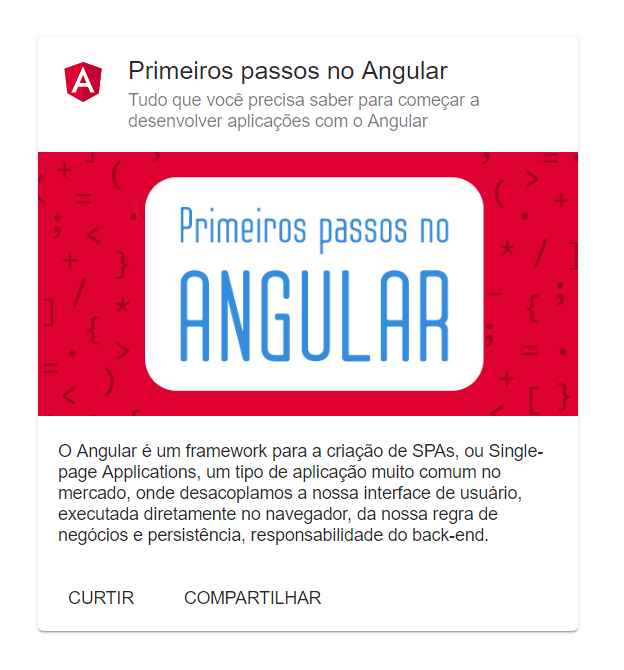 A
Primeiros passos no Angular
Tudo que você precisa saber para começar a
desenvolver aplicações com o Angular
Primeiros passos no
ANGULAR
O Angular é um framework para a criação de SPAs, ou Single-
page Applications, um tipo de aplicação muito comum no
mercado, onde desacoplamos a nossa interface de usuário,
executada diretamente no navegador, da nossa regra de
negócios e persistência, responsabilidade do back-end.
CURTIR COMPARTILHAR